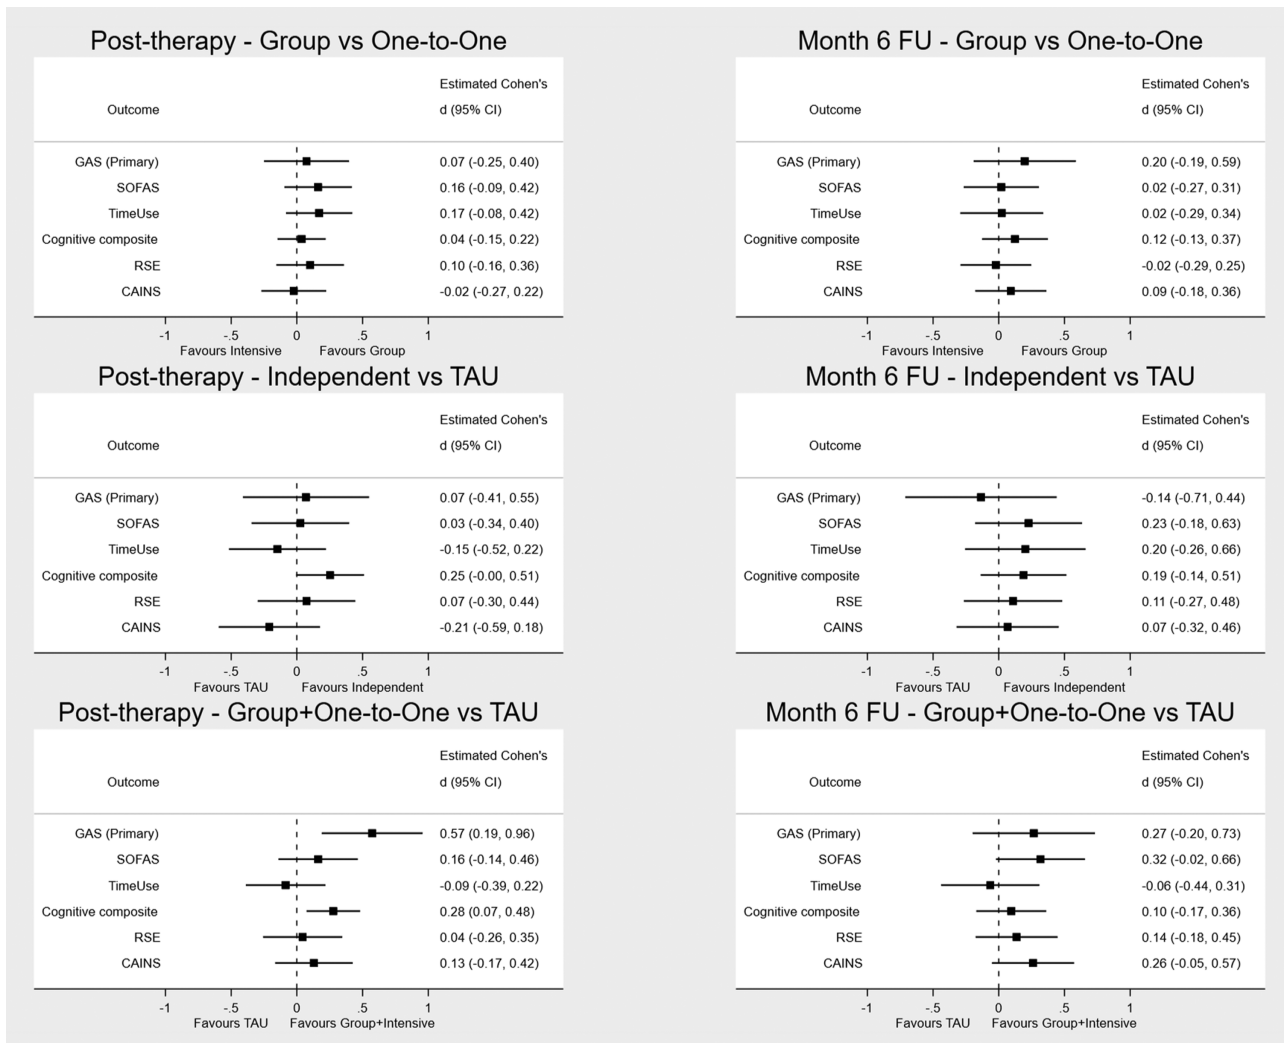 Post-therapy - Group vs One-to-One
Estimated Cohen's
Outcome d (95% CI)
GAS (Primary) 0.07 (-0.25, 0.40)
SOFAS 0.16 (-0.09, 0.42)
TimeUse 0.17 (-0.08, 0.42)
Cognitive composite 0.04 (-0.15, 0.22)
RSE 0.10 (-0.16, 0.36)
CAINS -0.02 (-0.27, 0.22)
-1 -.5 0 .5 1
Favours Intensive Favours Group
Month 6 FU - Group vs One-to-One
Estimated Cohen's
Outcome d (95% CI)
GAS (Primary) 0.20 (-0.19, 0.59)
SOFAS 0.02 (-0.27, 0.31)
TimeUse 0.02 (-0.29, 0.34)
Cognitive composite 0.12 (-0.13, 0.37)
RSE -0.02 (-0.29, 0.25)
CAINS 0.09 (-0.18, 0.36)
-1 -.5 0 .5 1
Favours Intensive Favours Group
Post-therapy - Independent vs TAU
Estimated Cohen's
Outcome d (95% CI)
GAS (Primary) 0.07 (-0.41, 0.55)
SOFAS 0.03 (-0.34, 0.40)
TimeUse -0.15 (-0.52, 0.22)
Cognitive composite 0.25 (-0.00, 0.51)
RSE 0.07 (-0.30, 0.44)
CAINS -0.21 (-0.59, 0.18)
-1 -.5 0 .5 1
Favours TAU Favours Independent
Month 6 FU - Independent vs TAU
Estimated Cohen's
Outcome d (95% CI)
GAS (Primary) -0.14 (-0.71, 0.44)
SOFAS 0.23 (-0.18, 0.63)
TimeUse 0.20 (-0.26, 0.66)
Cognitive composite 0.19 (-0.14, 0.51)
RSE 0.11 (-0.27, 0.48)
CAINS 0.07 (-0.32, 0.46)
-1 -.5 0 .5 1
Favours TAU Favours Independent
Post-therapy - Group+One-to-One vs TAU
Estimated Cohen's
Outcome d (95% CI)
GAS (Primary) 0.57 (0.19, 0.96)
SOFAS 0.16 (-0.14, 0.46)
TimeUse -0.09 (-0.39, 0.22)
Cognitive composite 0.28 (0.07, 0.48)
RSE 0.04 (-0.26, 0.35)
CAINS 0.13 (-0.17, 0.42)
-1 -.5 0 .5 1
Favours TAU Favours Group+Intensive
Month 6 FU - Group+One-to-One vs TAU
Estimated Cohen's
Outcome d (95% CI)
GAS (Primary) 0.27 (-0.20, 0.73)
SOFAS 0.32 (-0.02, 0.66)
TimeUse -0.06 (-0.44, 0.31)
Cognitive composite 0.10 (-0.17, 0.36)
RSE 0.14 (-0.18, 0.45)
CAINS 0.26 (-0.05, 0.57)
-1 -.5 0 .5 1
Favours TAU Favours Group+Intensive